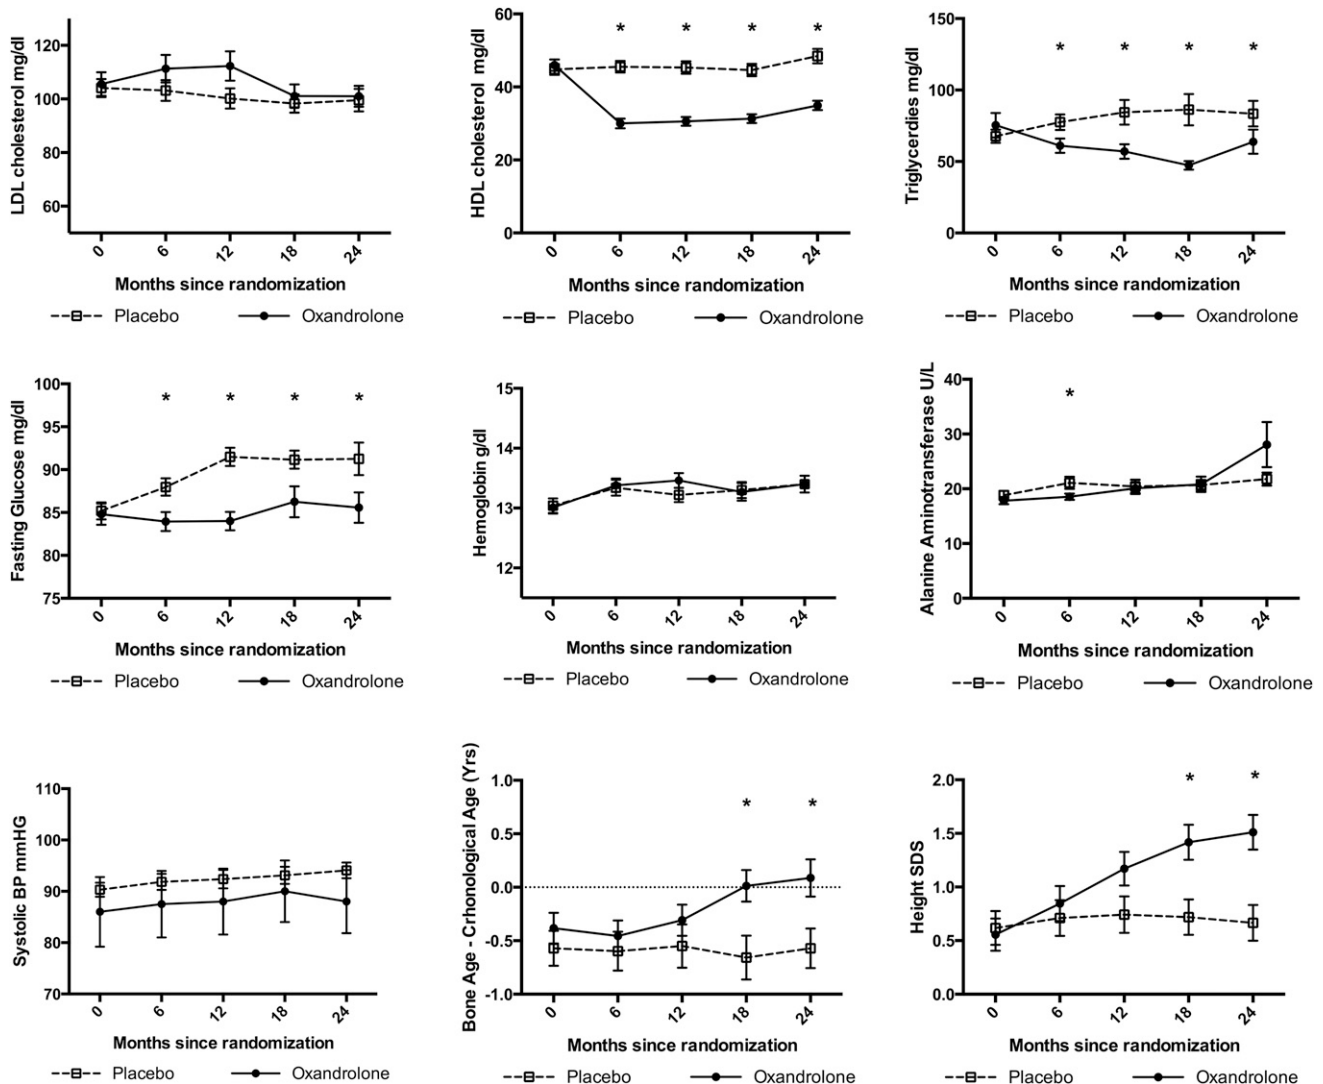 LDL cholesterol mg/dl
120
100
80
60
0 6 12 18 24
Months since randomization
Placebo Oxandrolone
HDL cholesterol mg/dl
60
40
20
0
* * * *
0 6 12 18 24
Months since randomization
Placebo Oxandrolone
Triglycerdies mg/dl
150
100
50
0
* * * *
0 6 12 18 24
Months since randomization
Placebo Oxandrolone
Fasting Glucose mg/dl
100
95
90
85
80
75
* * * *
0 6 12 18 24
Months since randomization
Placebo Oxandrolone
Hemoglobin g/dl
15
14
13
12
0 6 12 18 24
Months since randomization
Placebo Oxandrolone
Alanine Aminotransferase U/L
40
30
20
10
0
*
0 6 12 18 24
Months since randomization
Placebo Oxandrolone
Systolic BP mmHG
110
100
90
80
70
0 6 12 18 24
Months since randomization
Placebo Oxandrolone
Bone Age - Crhonological Age (Yrs)
1.0
0.5
0.0
-0.5
-1.0
* *
0 6 12 18 24
Months since randomization
Placebo Oxandrolone
Height SDS
2.0
1.5
1.0
0.5
0.0
* *
0 6 12 18 24
Months since randomization
Placebo Oxandrolone